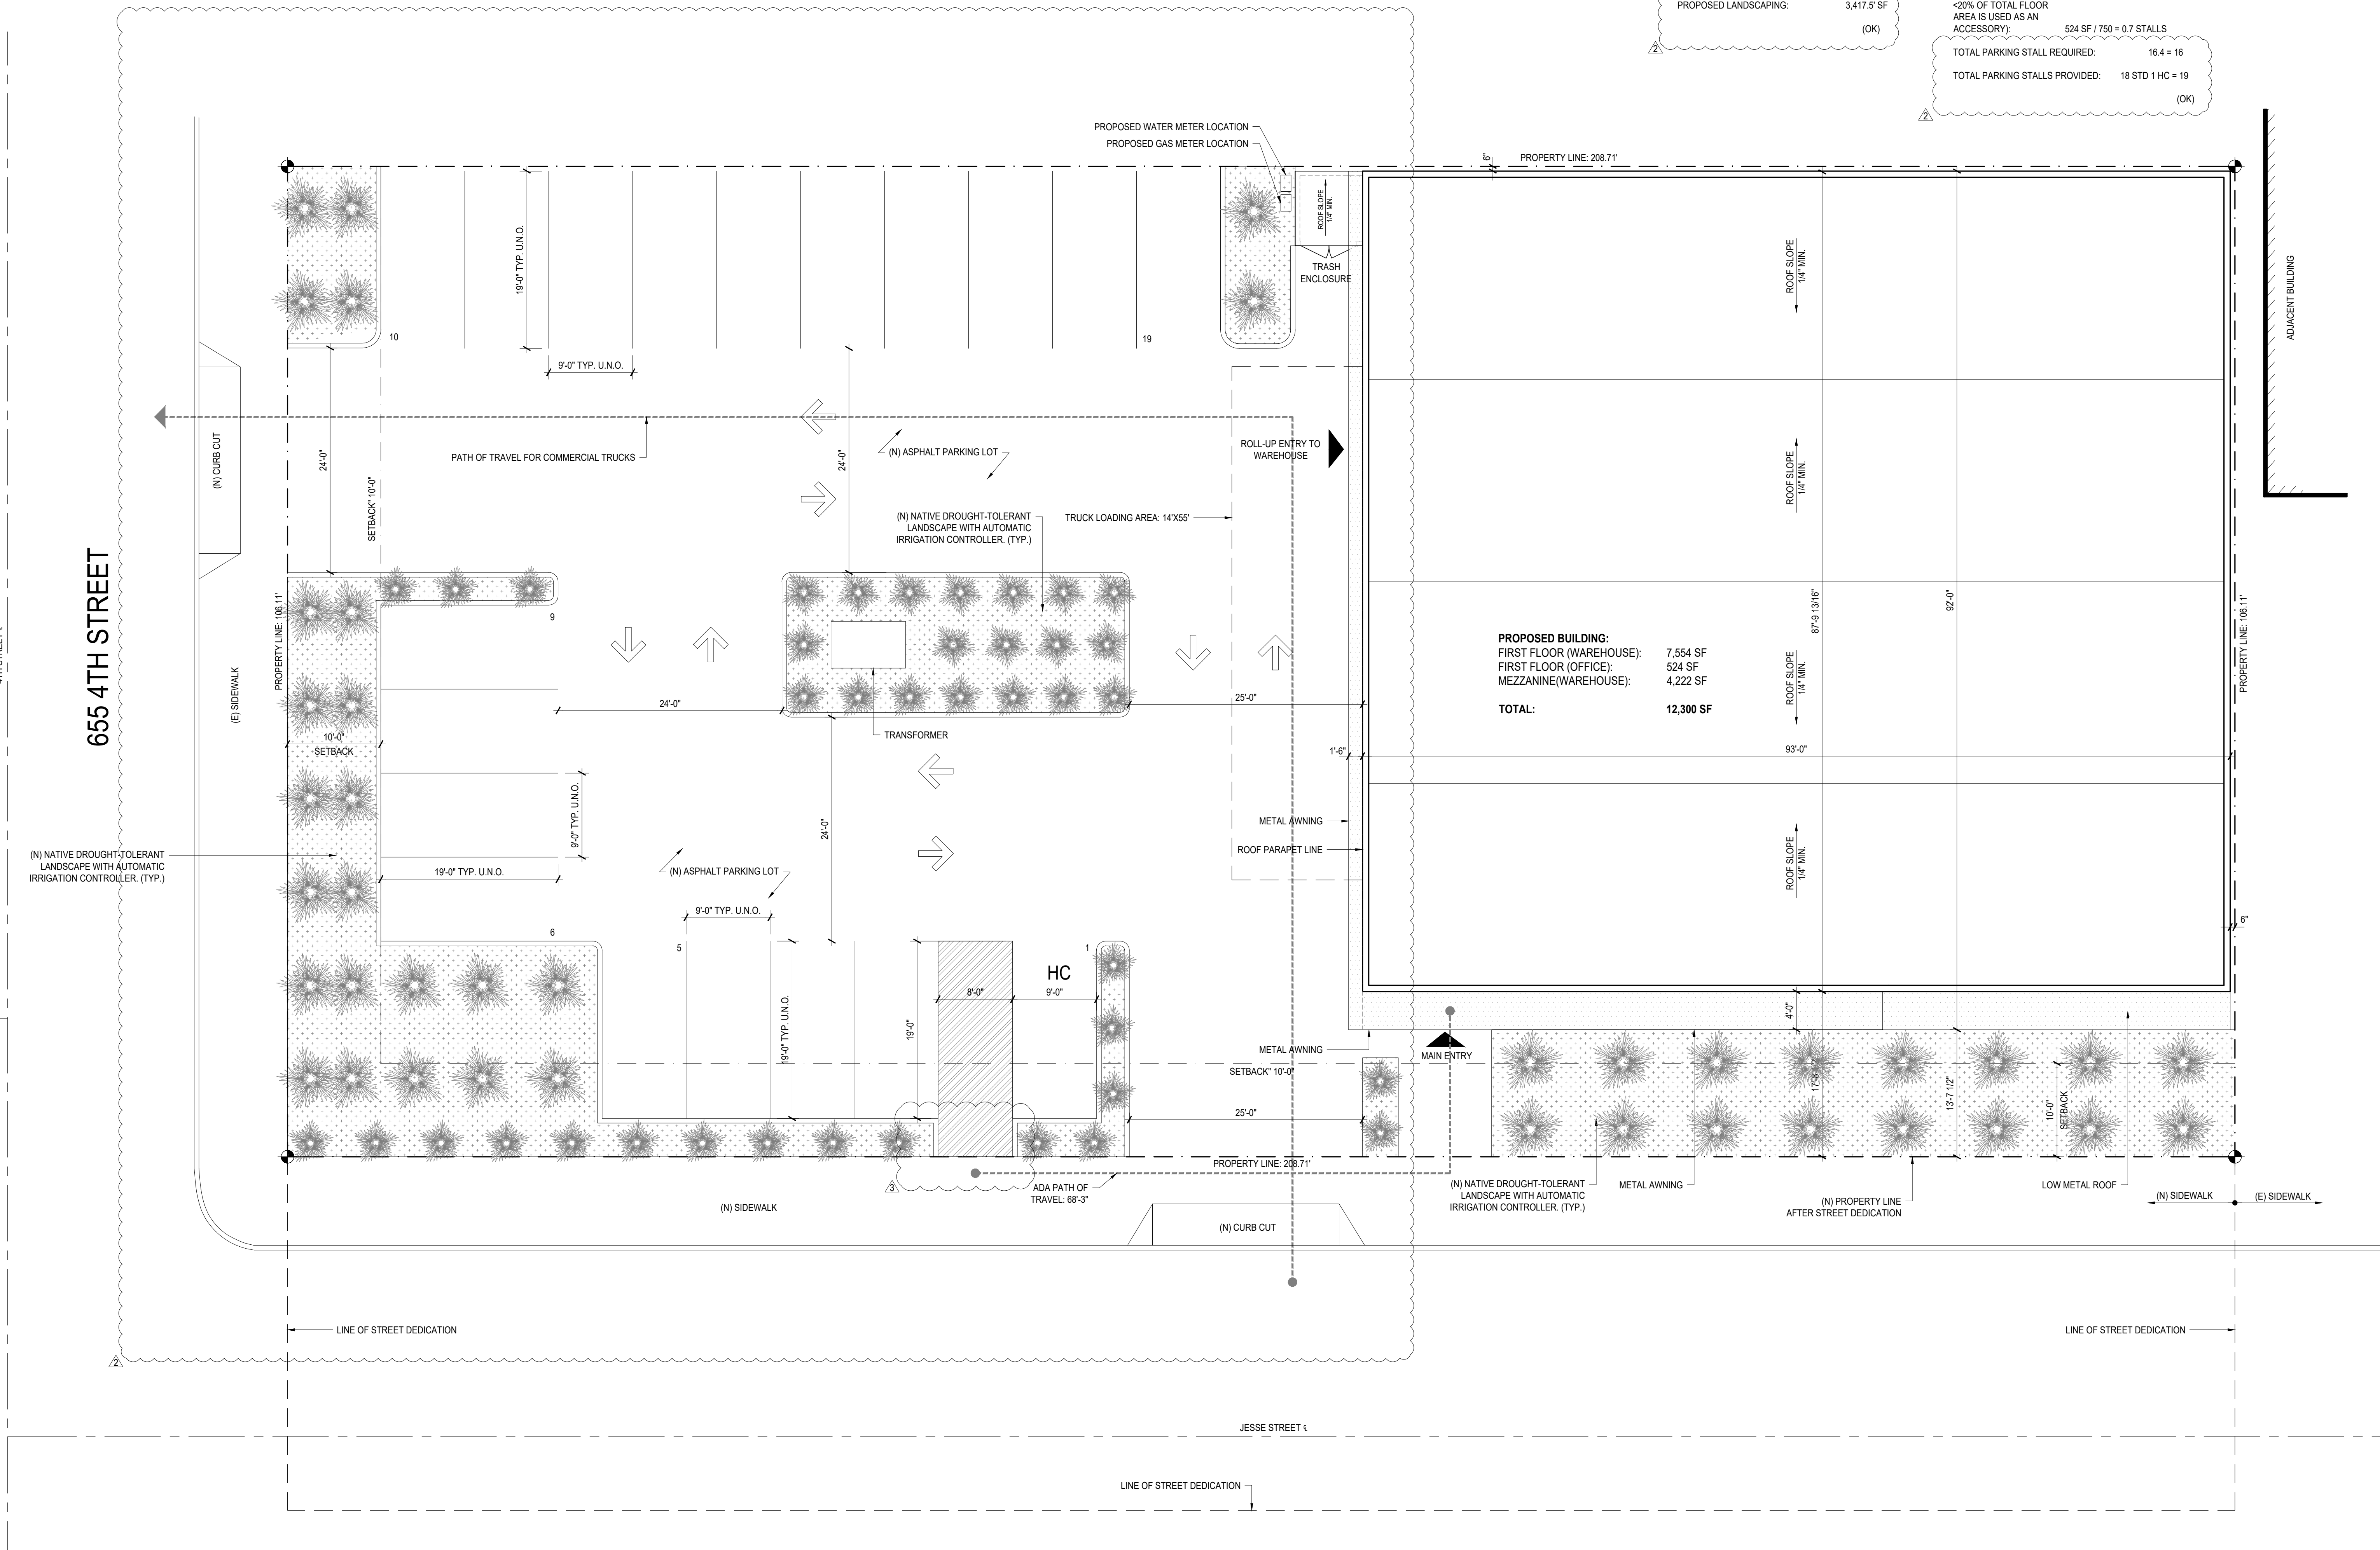 PROPOSED LANDSCAPING: 3,417.5' SF
(OK)
2
<20% OF TOTAL FLOOR
AREA IS USED AS AN
ACCESSORY): 524 SF / 750 = 0.7 STALLS
TOTAL PARKING STALL REQUIRED: 16.4 = 16
TOTAL PARKING STALLS PROVIDED: 18 STD 1 HC = 19
(OK)
2
PROPOSED WATER METER LOCATION
PROPOSED GAS METER LOCATION
6"
PROPERTY LINE: 208.71'
ROOF SLOPE
1/4" MIN.
19'-0" TYP. U.N.O.
TRASH
ENCLOSURE
ROOF SLOPE
1/4" MIN.
ADJACENT BUILDING
10
19
9'-0" TYP. U.N.O.
(N) CURB CUT
24'-0"
SETBACK" 10'-0"
PATH OF TRAVEL FOR COMMERCIAL TRUCKS
24'-0"
(N) ASPHALT PARKING LOT
ROLL-UP ENTRY TO
WAREHOUSE
ROOF SLOPE
1/4" MIN.
(N) NATIVE DROUGHT-TOLERANT
LANDSCAPE WITH AUTOMATIC
IRRIGATION CONTROLLER. (TYP.)
TRUCK LOADING AREA: 14'X55'
655 4TH STREET
(E) SIDEWALK
PROPERTY LINE: 106.11'
9
87'-9 13/16"
92'-0"
PROPERTY LINE: 106.11'
PROPOSED BUILDING:
FIRST FLOOR (WAREHOUSE): 7,554 SF
FIRST FLOOR (OFFICE): 524 SF
MEZZANINE(WAREHOUSE): 4,222 SF
TOTAL: 12,300 SF
ROOF SLOPE
1/4" MIN.
24'-0"
25'-0"
TRANSFORMER
10'-0"
SETBACK
1'-6"
93'-0"
9'-0" TYP. U.N.O.
24'-0"
METAL AWNING
ROOF PARAPET LINE
ROOF SLOPE
1/4" MIN.
(N) NATIVE DROUGHT-TOLERANT
LANDSCAPE WITH AUTOMATIC
IRRIGATION CONTROLLER. (TYP.)
19'-0" TYP. U.N.O.
(N) ASPHALT PARKING LOT
9'-0" TYP. U.N.O.
6"
6
5
1
HC
8'-0"
9'-0"
19'-0" TYP. U.N.O.
19'-0"
4'-0"
METAL AWNING
MAIN ENTRY
SETBACK" 10'-0"
13'-7 1/2"
10'-0"
SETBACK
25'-0"
PROPERTY LINE: 208.71'
3
ADA PATH OF
TRAVEL: 68'-3"
(N) NATIVE DROUGHT-TOLERANT
LANDSCAPE WITH AUTOMATIC
IRRIGATION CONTROLLER. (TYP.)
METAL AWNING
(N) PROPERTY LINE
AFTER STREET DEDICATION
LOW METAL ROOF
(N) SIDEWALK
(E) SIDEWALK
(N) SIDEWALK
(N) CURB CUT
LINE OF STREET DEDICATION
LINE OF STREET DEDICATION
2
JESSE STREET ℄
LINE OF STREET DEDICATION